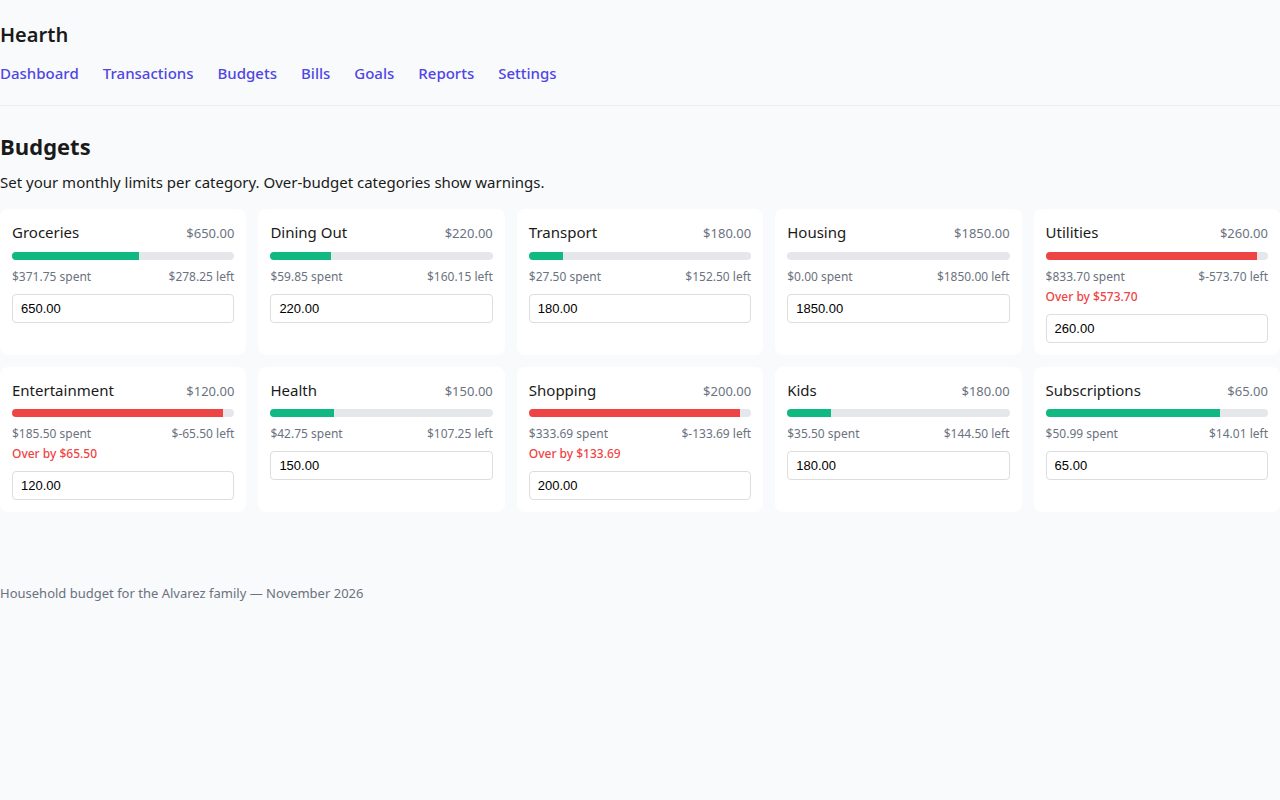 Hearth
Dashboard Transactions Budgets Bills Goals Reports Settings
Budgets
Set your monthly limits per category. Over-budget categories show warnings.
Groceries $650.00
$371.75 spent $278.25 left
650.00
Dining Out $220.00
$59.85 spent $160.15 left
220.00
Transport $180.00
$27.50 spent $152.50 left
180.00
Housing $1850.00
$0.00 spent $1850.00 left
1850.00
Utilities $260.00
$833.70 spent $-573.70 left
Over by $573.70
260.00
Entertainment $120.00
$185.50 spent $-65.50 left
Over by $65.50
120.00
Health $150.00
$42.75 spent $107.25 left
150.00
Shopping $200.00
$333.69 spent $-133.69 left
Over by $133.69
200.00
Kids $180.00
$35.50 spent $144.50 left
180.00
Subscriptions $65.00
$50.99 spent $14.01 left
65.00
Household budget for the Alvarez family — November 2026